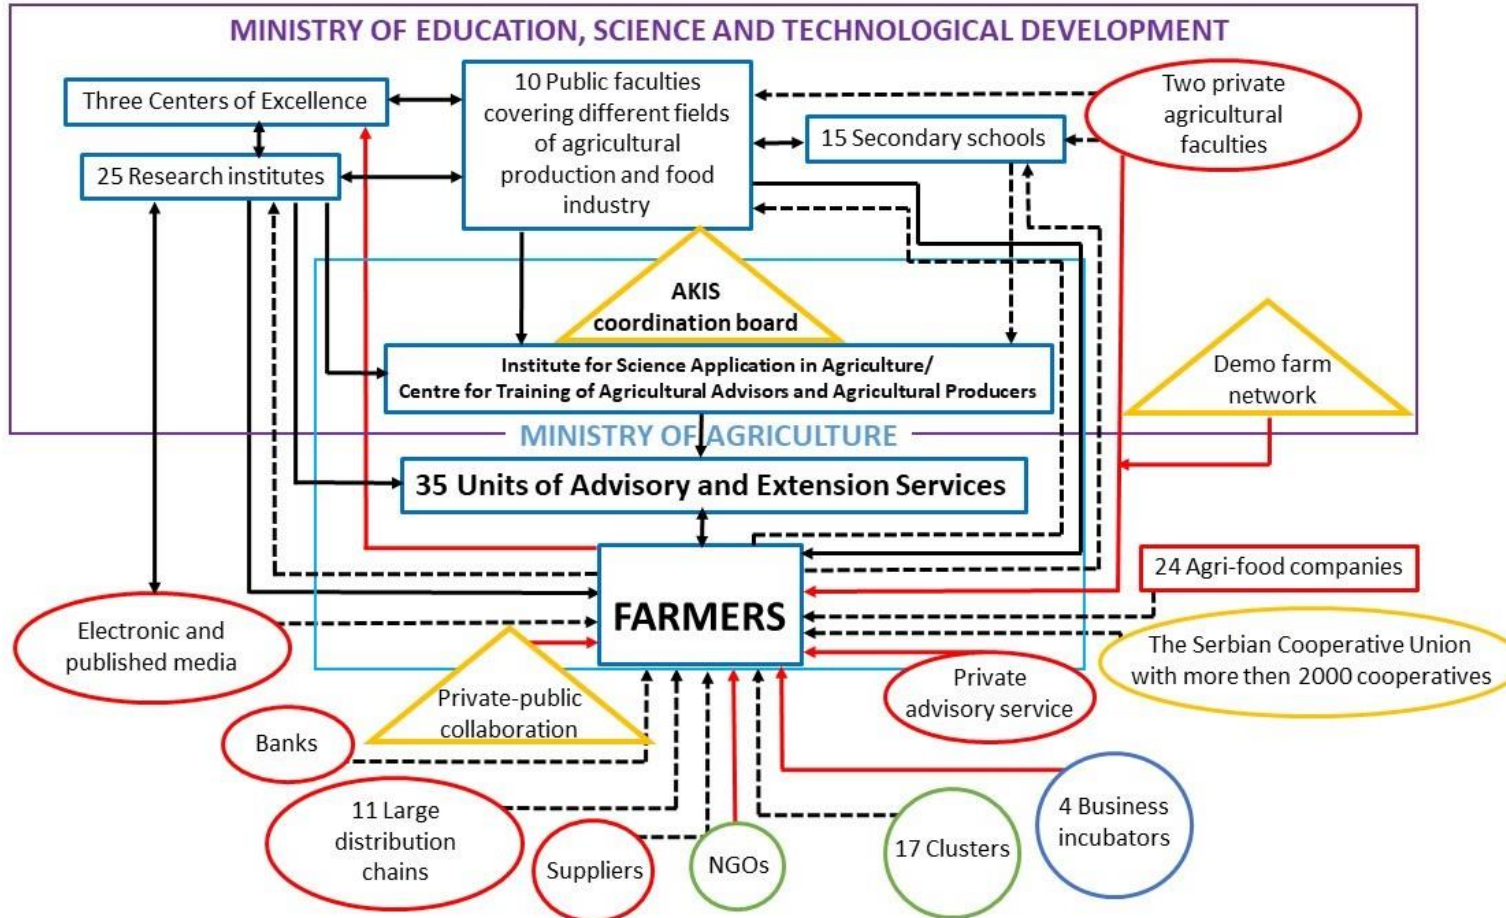 MINISTRY OF EDUCATION, SCIENCE AND TECHNOLOGICAL DEVELOPMENT
Three Centers of Excellence
10 Public faculties
covering different fields
of agricultural
production and food
industry
Two private
agricultural
faculties
15 Secondary schools
25 Research institutes
AKIS
coordination board
Institute for Science Application in Agriculture/
Centre for Training of Agricultural Advisors and Agricultural Producers
Demo farm
network
MINISTRY OF AGRICULTURE
35 Units of Advisory and Extension Services
24 Agri-food companies
FARMERS
Electronic and
published media
The Serbian Cooperative Union
with more then 2000 cooperatives
Private-public
collaboration
Private
advisory service
Banks
11 Large
distribution
chains
Suppliers
NGOs
17 Clusters
4 Business
incubators